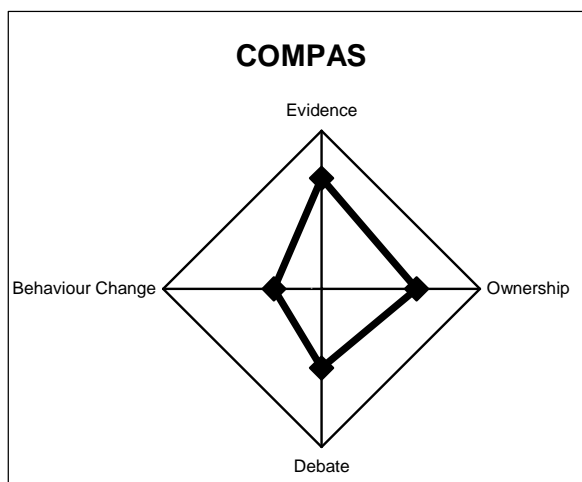 COMPAS
Evidence
Behaviour Change
Ownership
Debate